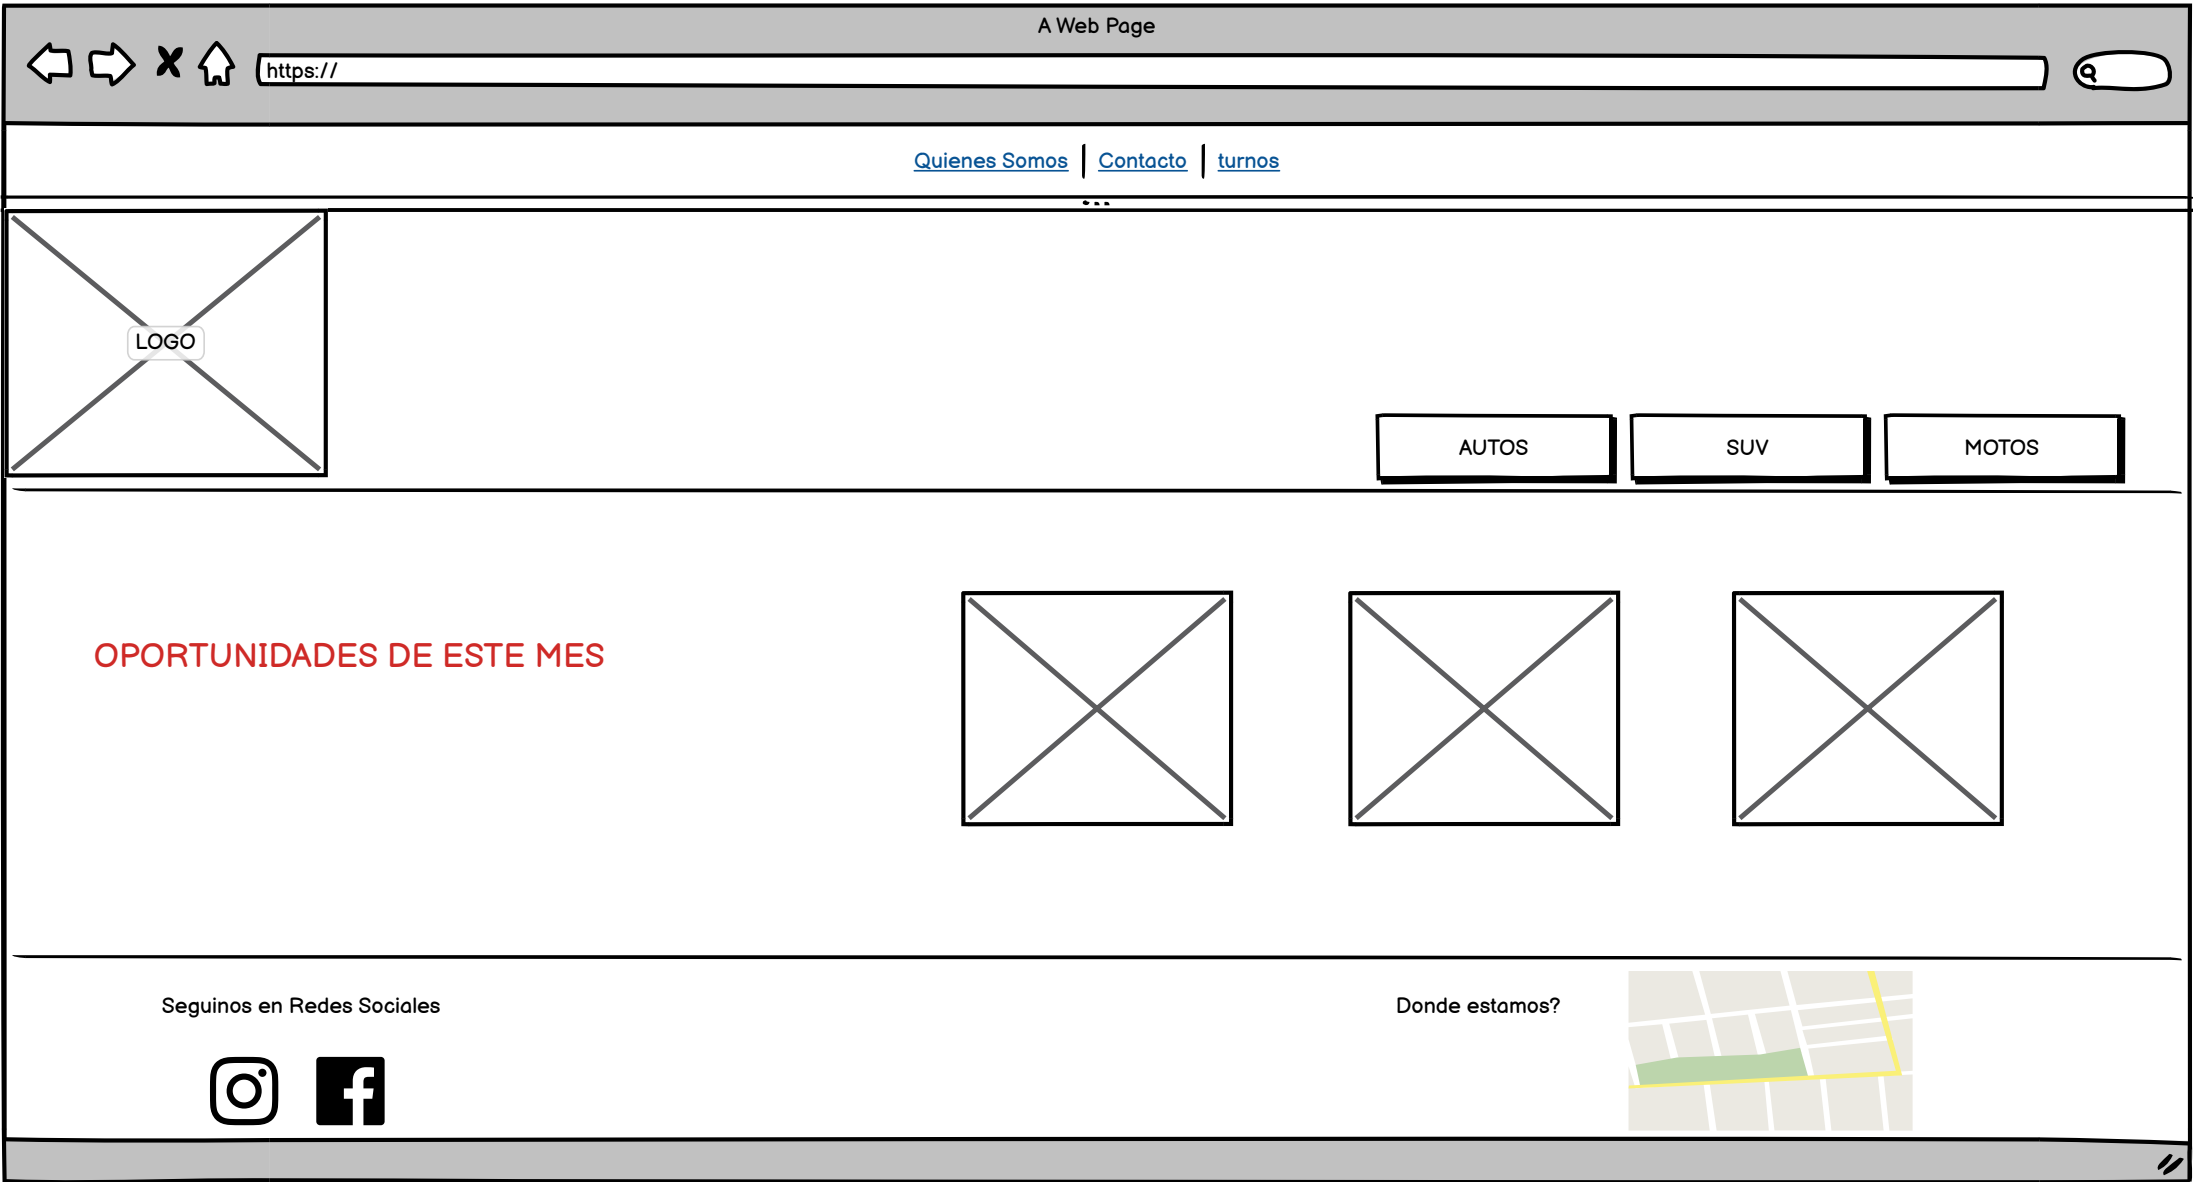 A Web Page
https://
Quienes Somos | Contacto | turnos
LOGO
AUTOS
SUV
MOTOS
OPORTUNIDADES DE ESTE MES
Seguinos en Redes Sociales
Donde estamos?